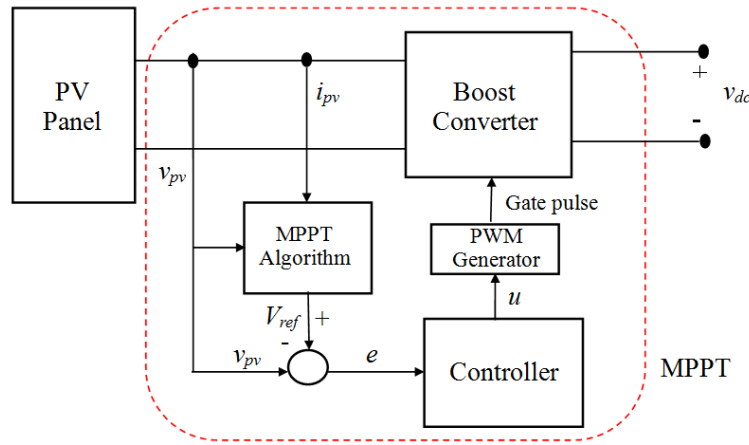 PV
Panel
i_pv
Boost
Converter
+
v_dc
-
v_pv
Gate pulse
MPPT
Algorithm
PWM
Generator
V_ref +
u
-
v_pv
e
Controller
MPPT